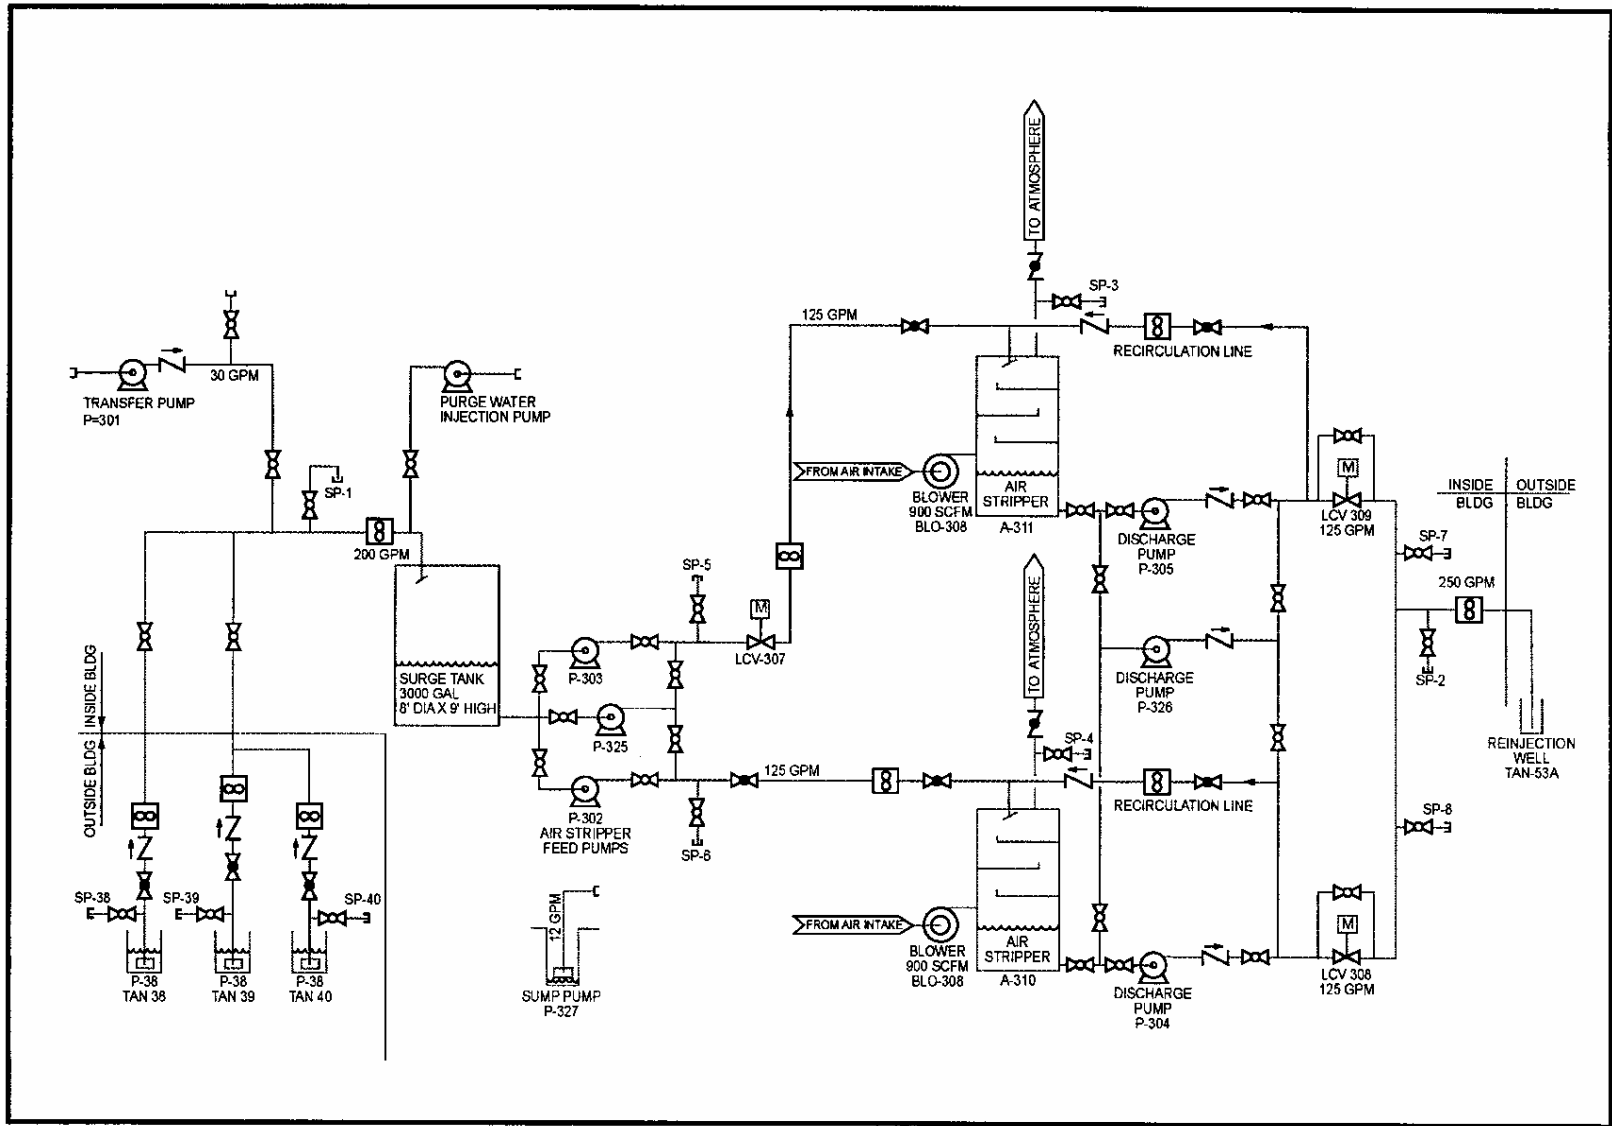 TO ATMOSPHERE
SP-3
125 GPM
RECIRCULATION LINE
30 GPM
TRANSFER PUMP
P=301
PURGE WATER
INJECTION PUMP
SP-1
200 GPM
FROM AIR INTAKE
BLOWER
900 SCFM
BLO-308
AIR
STRIPPER
A-311
DISCHARGE
PUMP
P-305
M
LCV 309
125 GPM
INSIDE
BLDG
OUTSIDE
BLDG
SP-7
250 GPM
SP-2
REINJECTION
WELL
TAN-53A
SP-5
M
LCV-307
P-303
SURGE TANK
3000 GAL
8' DIA X 9' HIGH
P-325
TO ATMOSPHERE
DISCHARGE
PUMP
P-326
INSIDE BLDG
OUTSIDE BLDG
SP-4
125 GPM
RECIRCULATION LINE
P-302
AIR STRIPPER
FEED PUMPS
SP-6
SP-8
SP-38
SP-39
SP-40
P-38
TAN 38
P-38
TAN 39
P-38
TAN 40
12 GPM
SUMP PUMP
P-327
FROM AIR INTAKE
BLOWER
900 SCFM
BLO-308
AIR
STRIPPER
A-310
DISCHARGE
PUMP
P-304
M
LCV 308
125 GPM